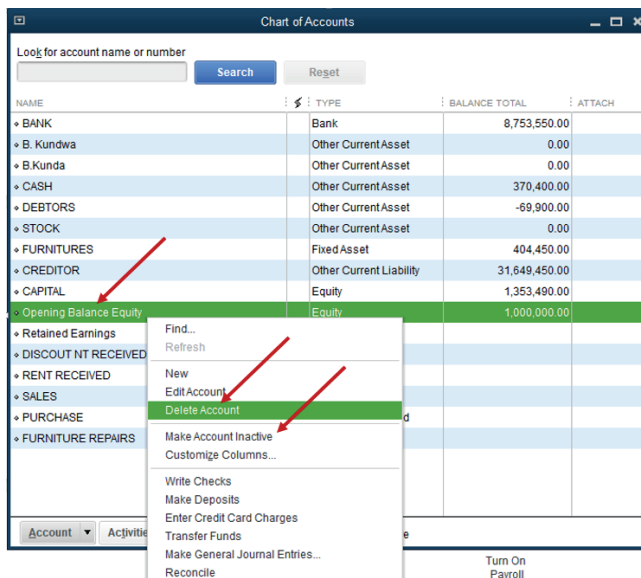 Chart of Accounts
Look for account name or number
Search Reset
NAME TYPE BALANCE TOTAL ATTACH
BANK Bank 8,753,550.00
B. Kundwa Other Current Asset 0.00
B.Kunda Other Current Asset 0.00
CASH Other Current Asset 370,400.00
DEBTORS Other Current Asset -69,900.00
STOCK Other Current Asset 0.00
FURNITURES Fixed Asset 404,450.00
CREDITOR Other Current Liability 31,649,450.00
CAPITAL Equity 1,353,490.00
Opening Balance Equity Equity 1,000,000.00
Retained Earnings
DISCOUNT NT RECEIVED
RENT RECEIVED
SALES
PURCHASE d
FURNITURE REPAIRS
Find...
Refresh
New
Edit Account
Delete Account
Make Account Inactive
Customize Columns...
Write Checks
Make Deposits
Enter Credit Card Charges
Transfer Funds
Make General Journal Entries...
Reconcile
Account Activitie e
Turn On
Payroll